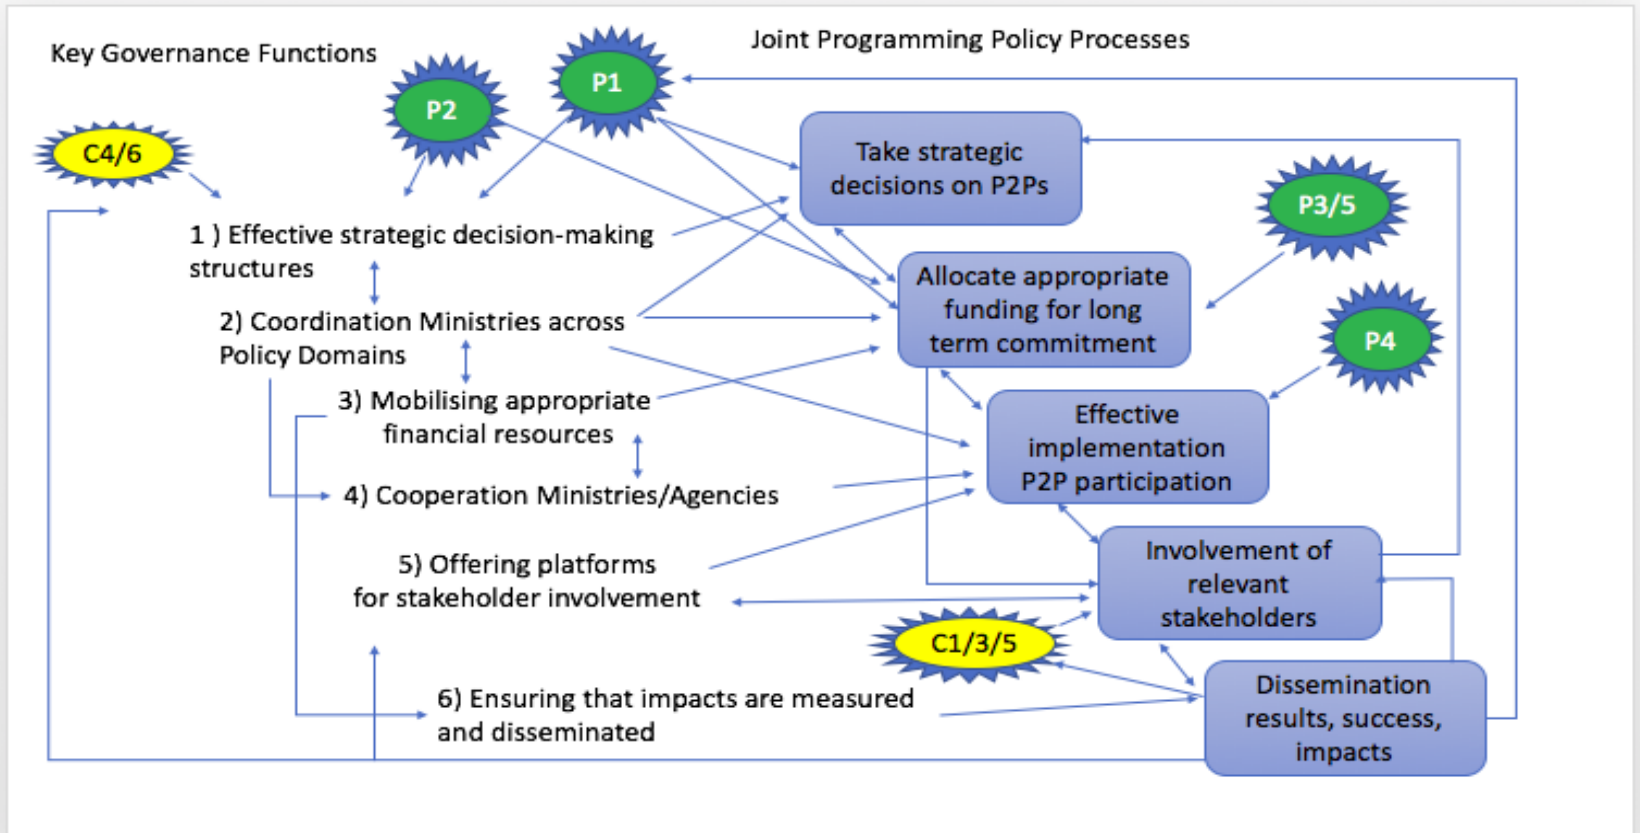 Key Governance Functions
Joint Programming Policy Processes
P1
P2
C4/6
Take strategic
decisions on P2Ps
P3/5
1 ) Effective strategic decision-making
structures
Allocate appropriate
funding for long
term commitment
2) Coordination Ministries across
Policy Domains
P4
3) Mobilising appropriate
financial resources
Effective
implementation
P2P participation
4) Cooperation Ministries/Agencies
5) Offering platforms
for stakeholder involvement
Involvement of
relevant
stakeholders
C1/3/5
6) Ensuring that impacts are measured
and disseminated
Dissemination
results, success,
impacts